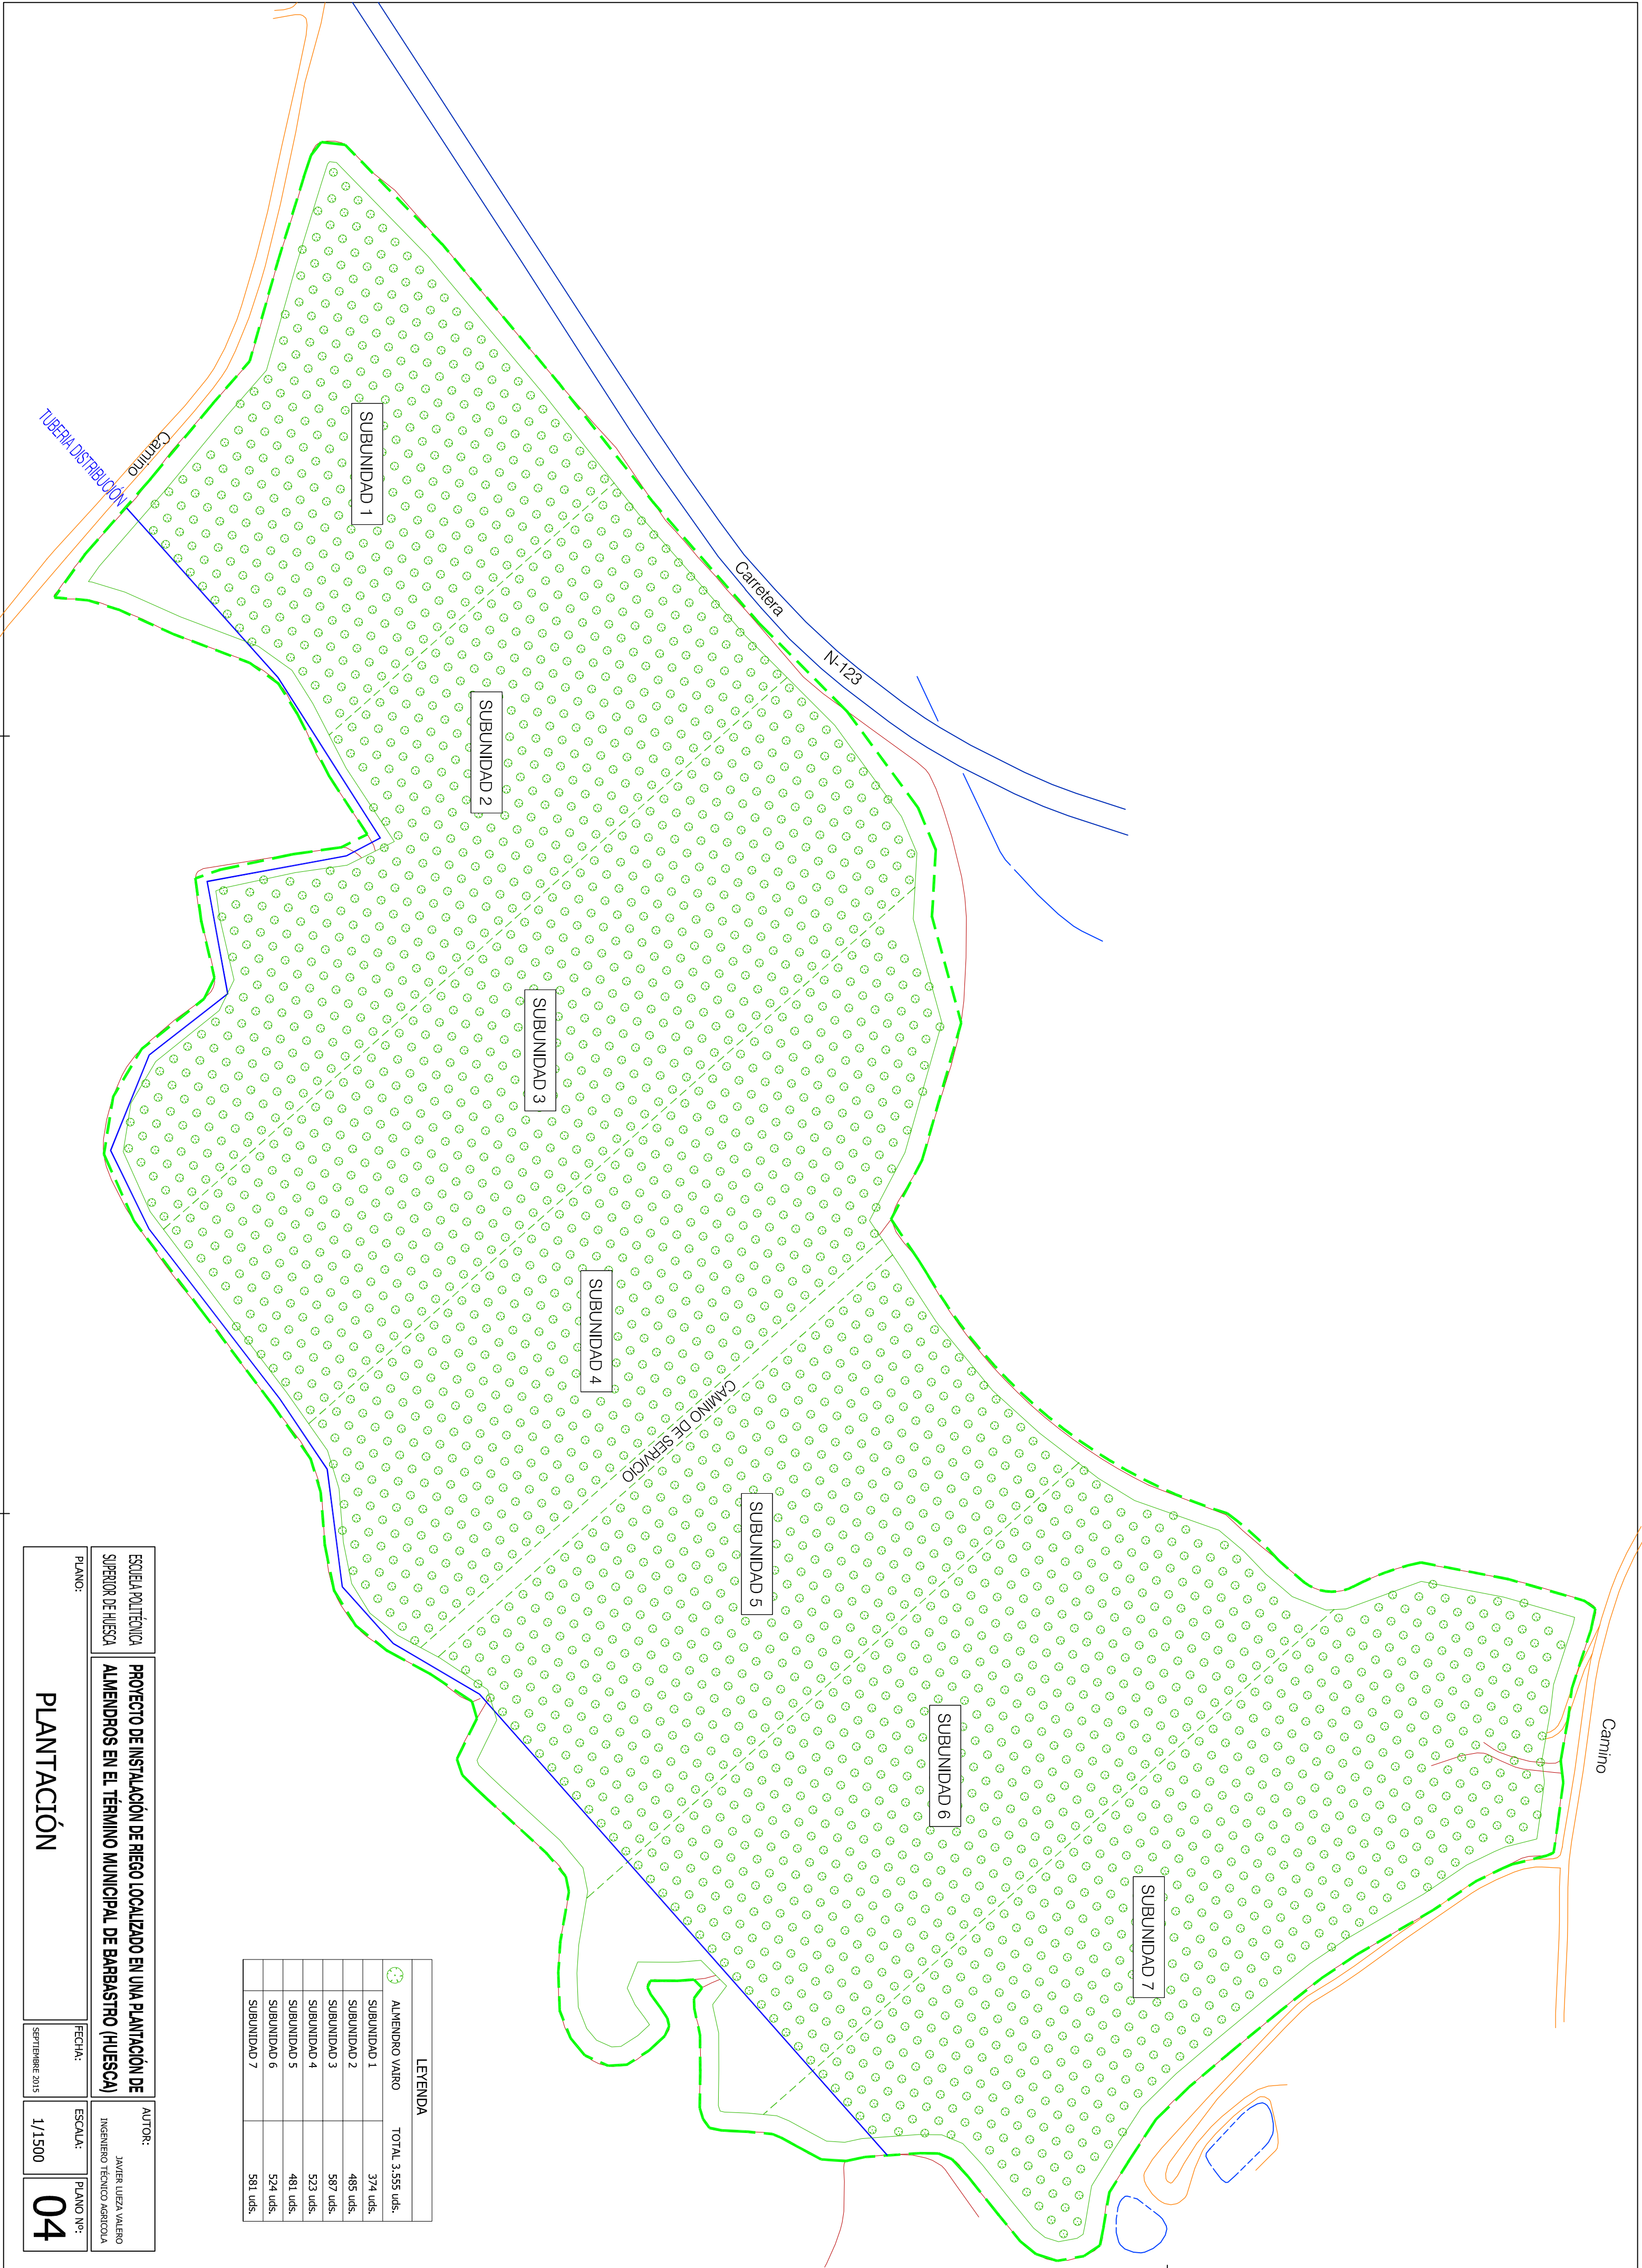 Camino
TUBERIA DISTRIBUCIÓN
Carretera
N-123
SUBUNIDAD 1
SUBUNIDAD 2
SUBUNIDAD 3
SUBUNIDAD 4
CAMINO DE SERVICIO
SUBUNIDAD 5
SUBUNIDAD 6
SUBUNIDAD 7
Camino
LEYENDA
ALMENDRO VAIRO TOTAL 3.555 uds.
SUBUNIDAD 1 374 uds.
SUBUNIDAD 2 485 uds.
SUBUNIDAD 3 587 uds.
SUBUNIDAD 4 523 uds.
SUBUNIDAD 5 481 uds.
SUBUNIDAD 6 524 uds.
SUBUNIDAD 7 581 uds.
ESCUELA POLITÉCNICA
SUPERIOR DE HUESCA
PROYECTO DE INSTALACIÓN DE RIEGO LOCALIZADO EN UNA PLANTACIÓN DE
ALMENDROS EN EL TÉRMINO MUNICIPAL DE BARBASTRO (HUESCA)
AUTOR:
JAVIER LUEZA VALERO
INGENIERO TÉCNICO AGRICOLA
PLANO:
PLANTACIÓN
FECHA:
SEPTIEMBRE 2015
ESCALA:
1/1500
PLANO Nº:
04